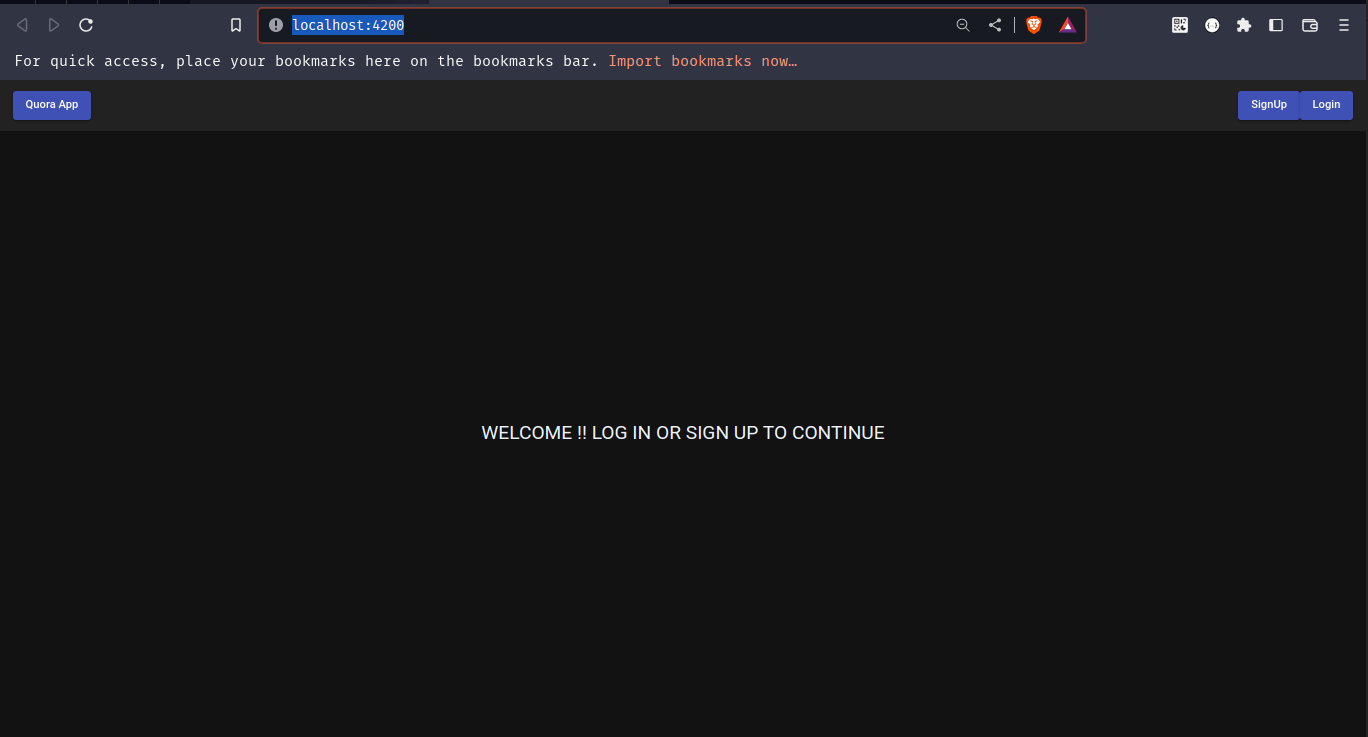 localhost:4200
For quick access, place your bookmarks here on the bookmarks bar. Import bookmarks now…
Quora App
SignUp
Login
WELCOME !! LOG IN OR SIGN UP TO CONTINUE